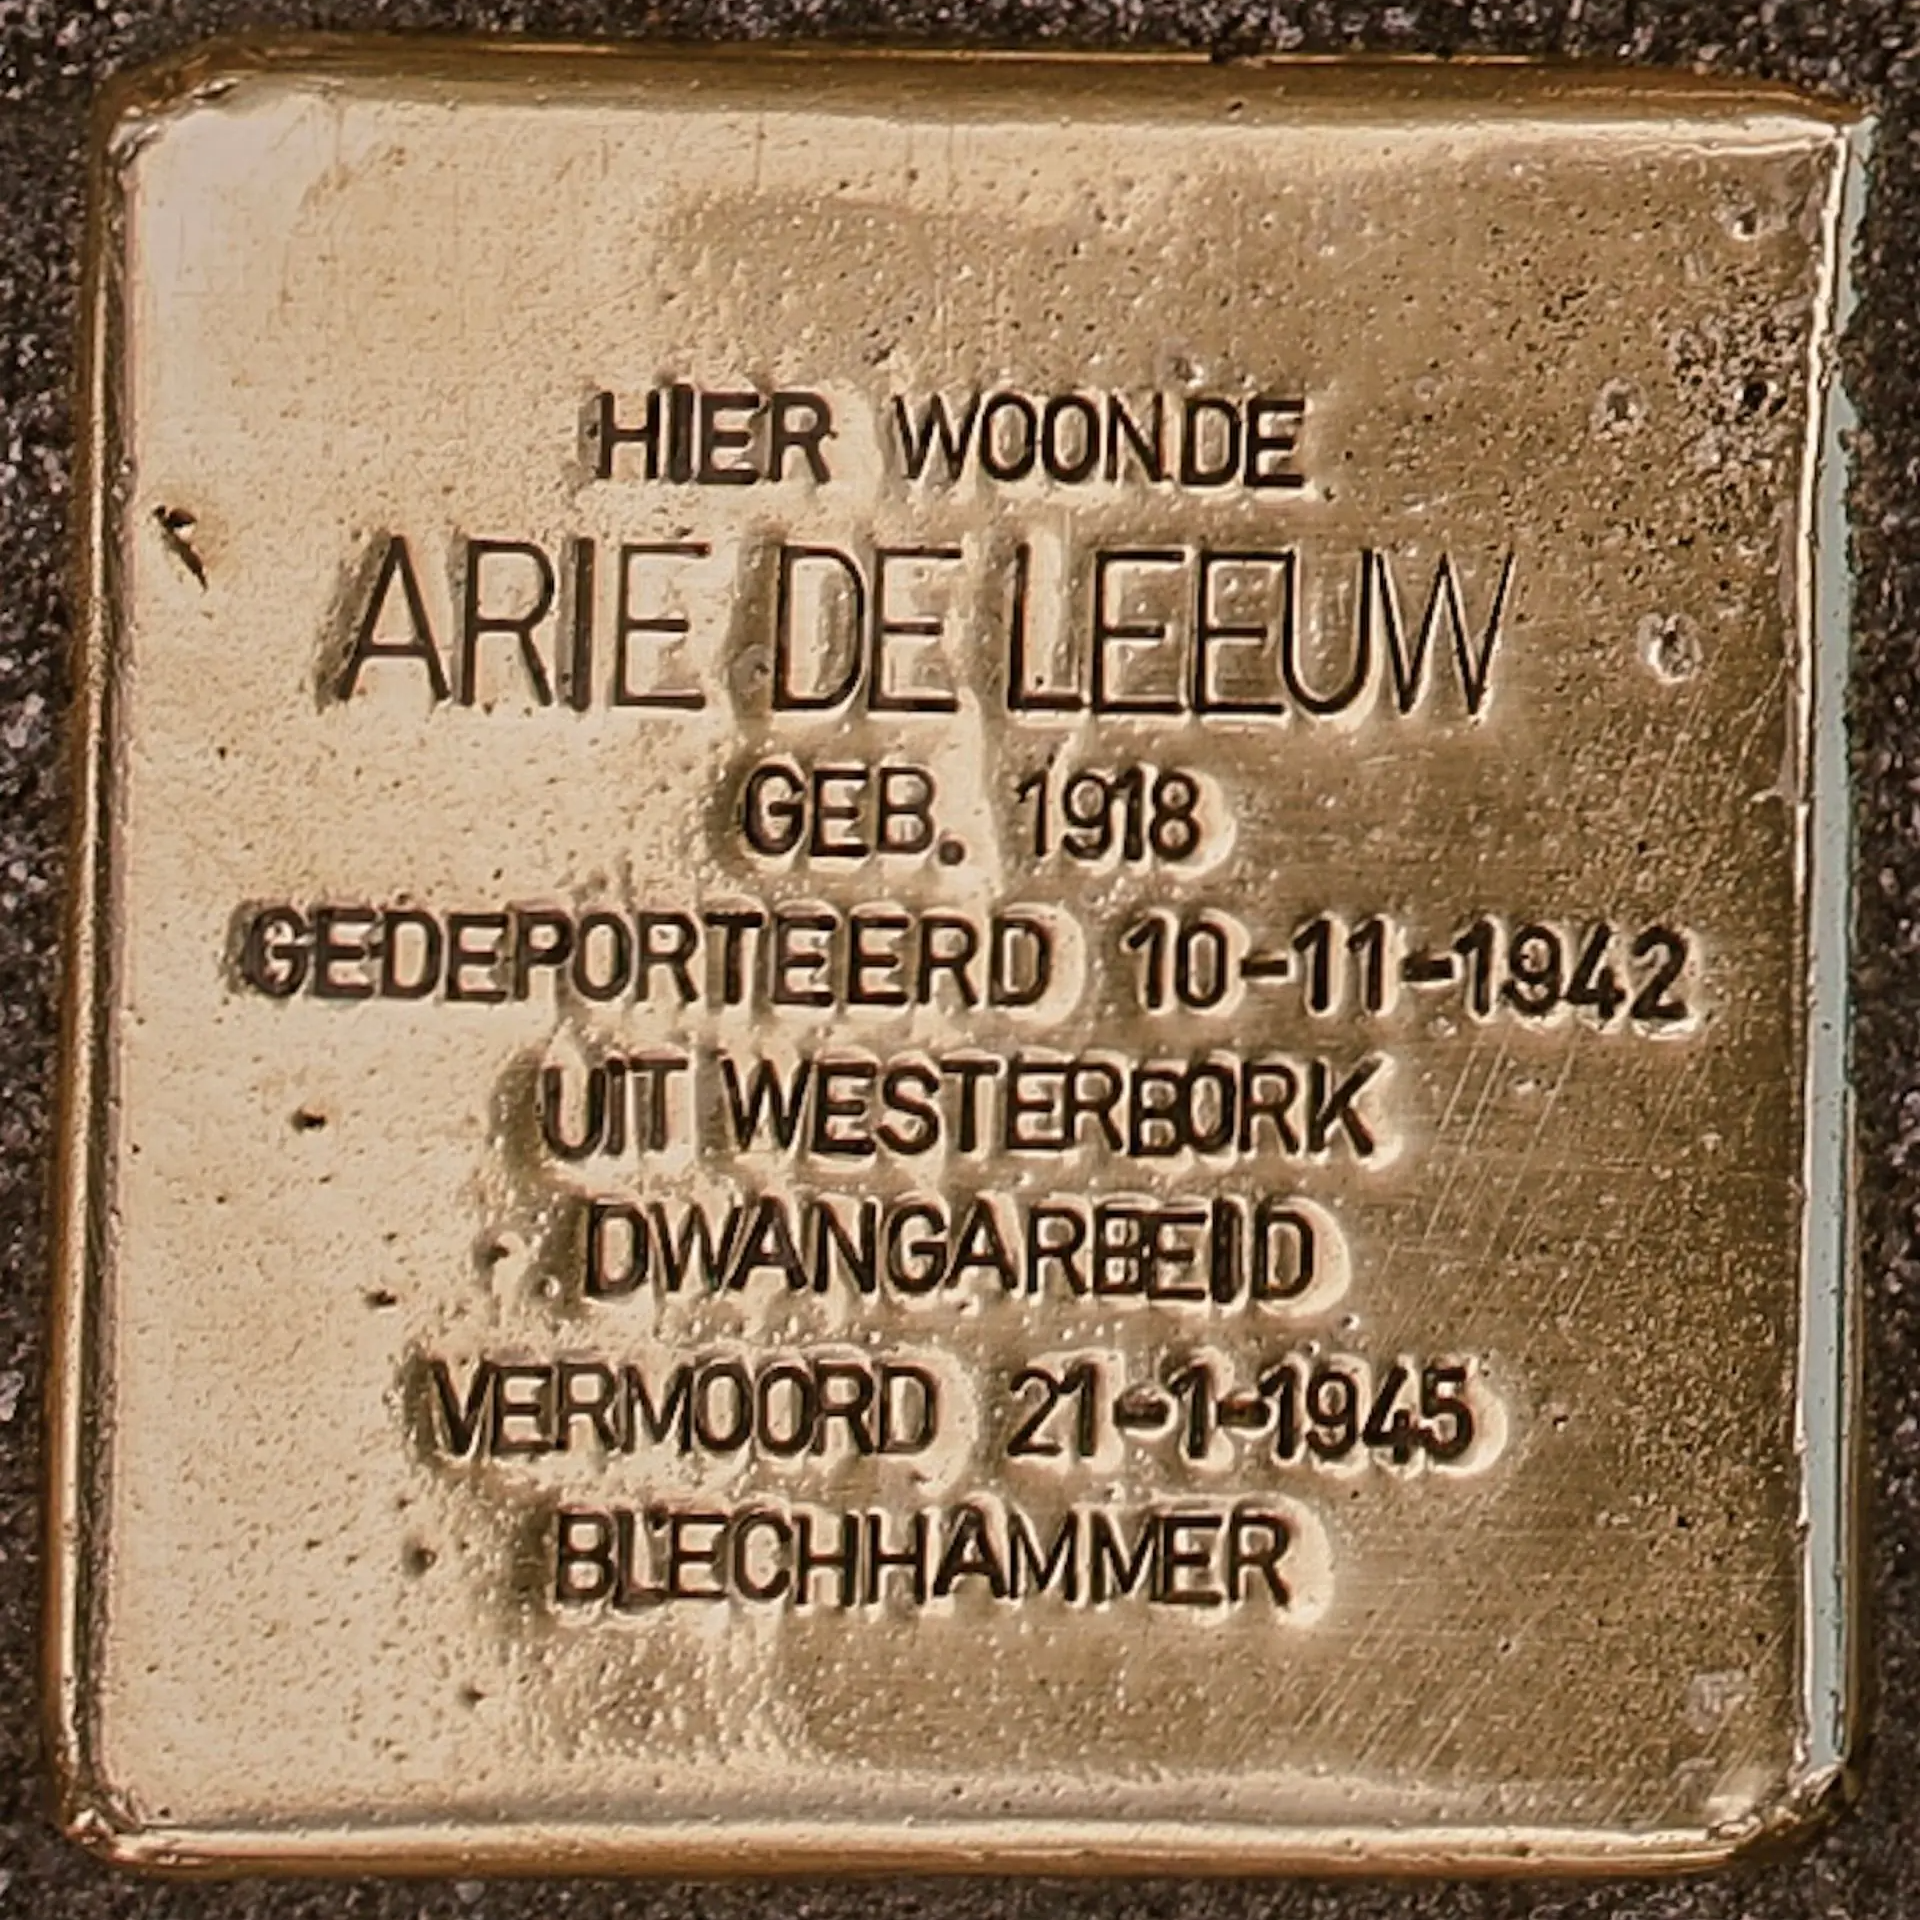 HIER WOONDE
ARIE DE LEEUW
GEB. 1918
GEDEPORTEERD 10-11-1942
UIT WESTERBORK
DWANGARBEID
VERMOORD 21-1-1945
BLECHHAMMER